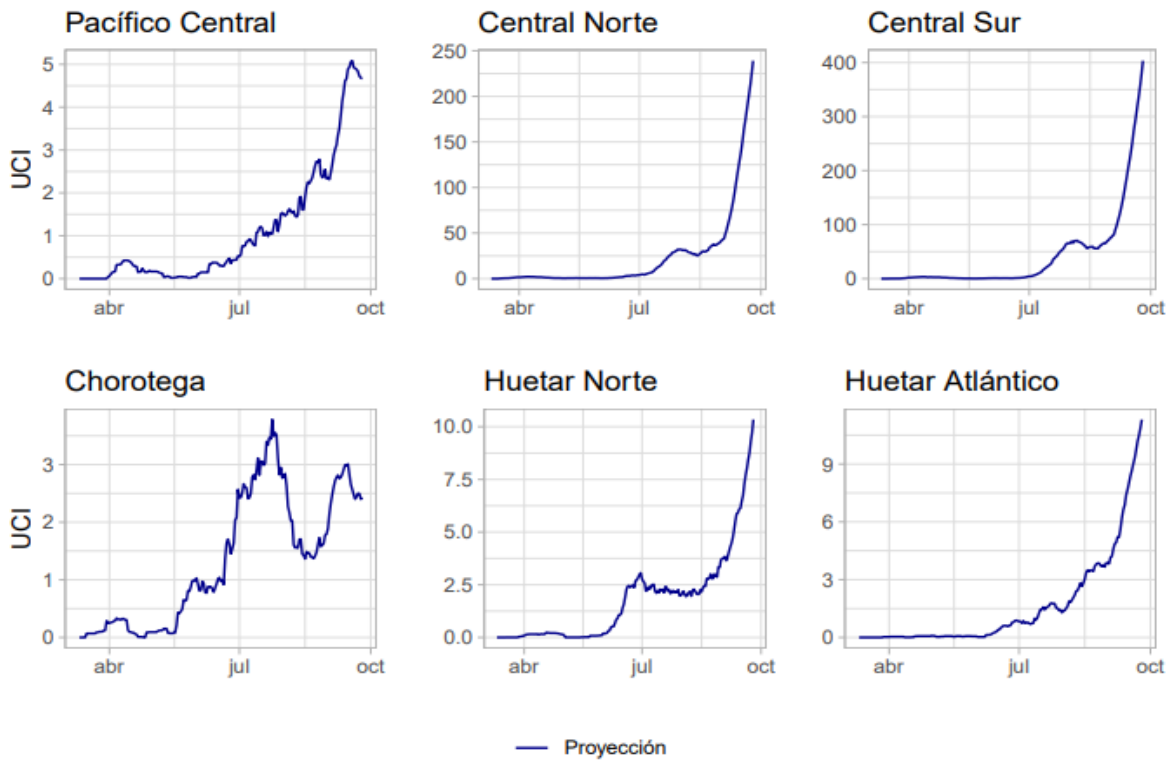 Pacífico Central
Central Norte
Central Sur
UCI
5
4
3
2
1
0
abr
jul
oct
250
200
150
100
50
0
abr
jul
oct
400
300
200
100
0
abr
jul
oct
Chorotega
Huetar Norte
Huetar Atlántico
UCI
3
2
1
0
abr
jul
oct
10.0
7.5
5.0
2.5
0.0
abr
jul
oct
9
6
3
0
abr
jul
oct
Proyección